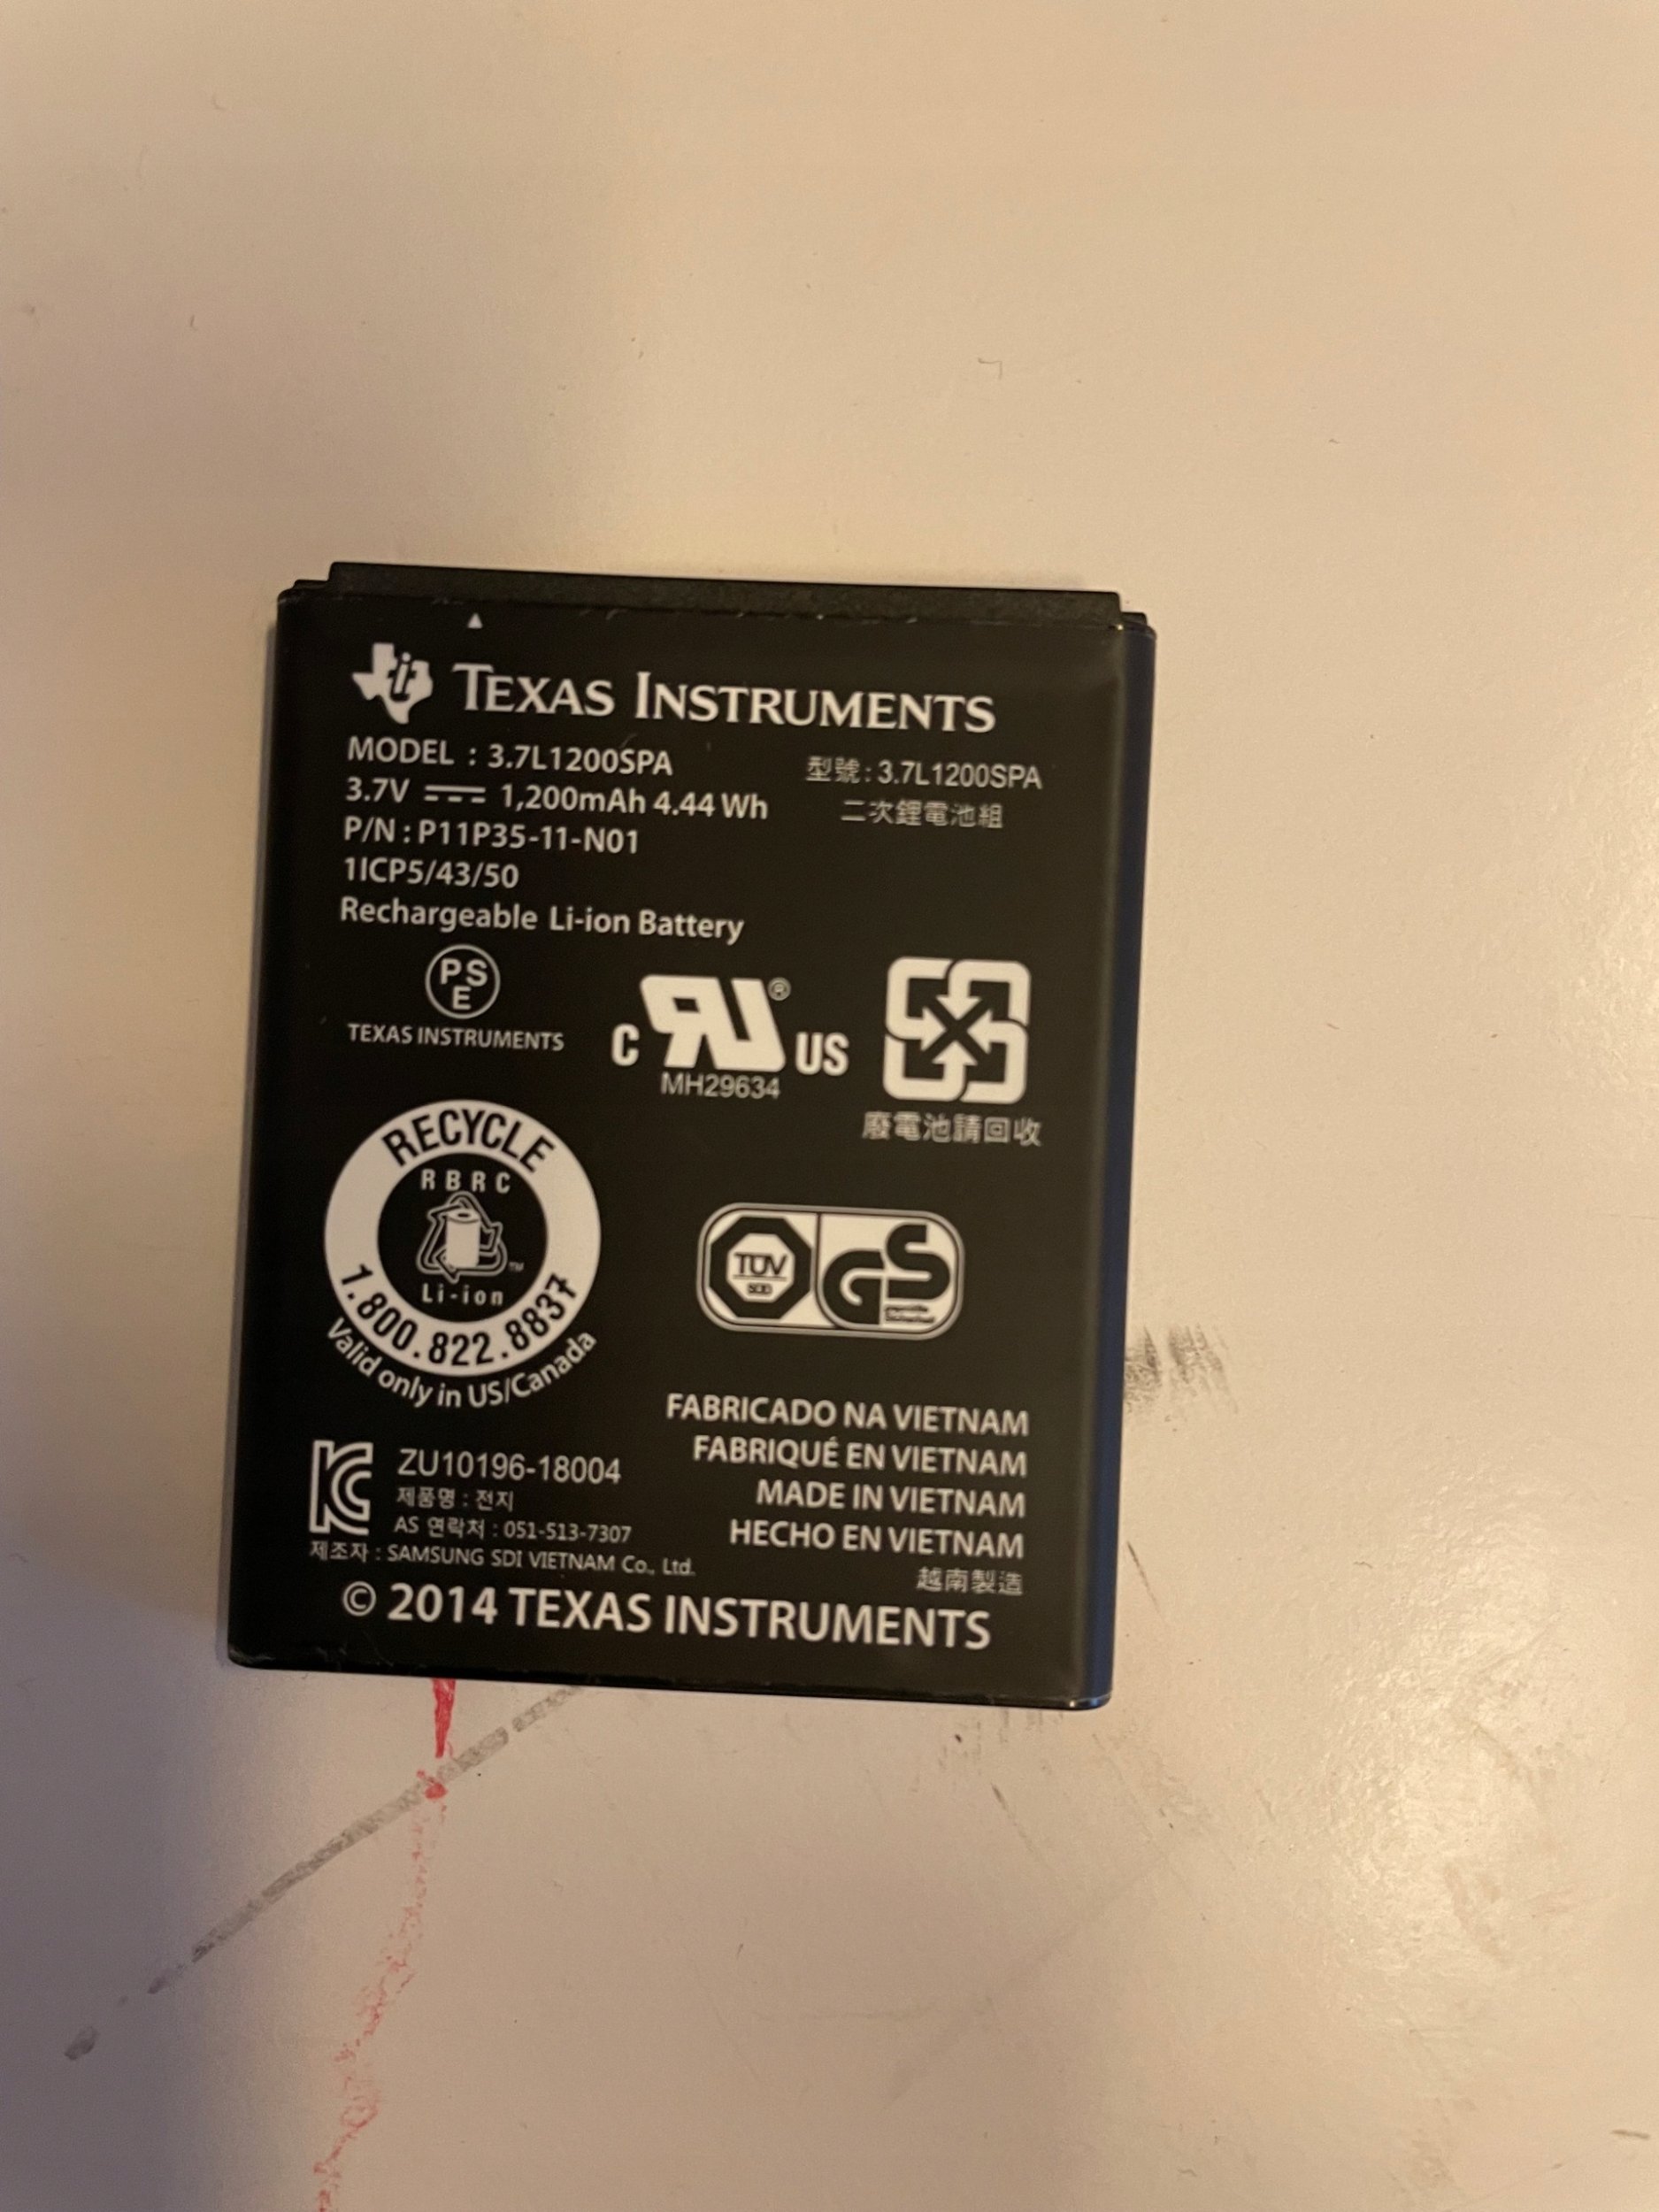 TEXAS INSTRUMENTS
MODEL : 3.7L1200SPA
型號 : 3.7L1200SPA
3.7V 1,200mAh 4.44 Wh
二次鋰電池組
P/N : P11P35-11-N01
1ICP5/43/50
Rechargeable Li-ion Battery
PS
E
TEXAS INSTRUMENTS
C RU® US
MH29634
廢電池請回收
RECYCLE
RBRC
TM
Li-ion
1.800.822.8837
Valid only in US/Canada
TÜV
SÜD
GS
geprüfte
Sicherheit
FABRICADO NA VIETNAM
FABRIQUÉ EN VIETNAM
MADE IN VIETNAM
HECHO EN VIETNAM
越南製造
ZU10196-18004
제품명 : 전지
AS 연락처 : 051-513-7307
제조자 : SAMSUNG SDI VIETNAM Co., Ltd.
© 2014 TEXAS INSTRUMENTS